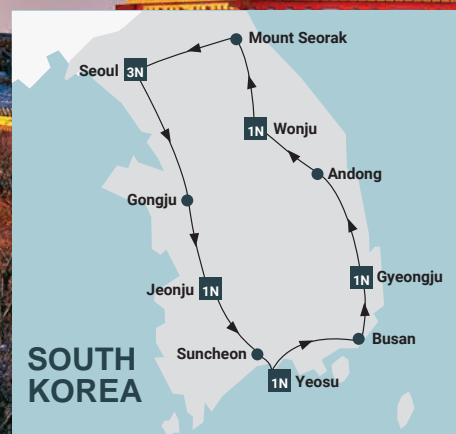 Mount Seorak
Seoul 3N
1N Wonju
Andong
Gongju
1N Gyeongju
Jeonju 1N
Busan
Suncheon
1N Yeosu
SOUTH
KOREA